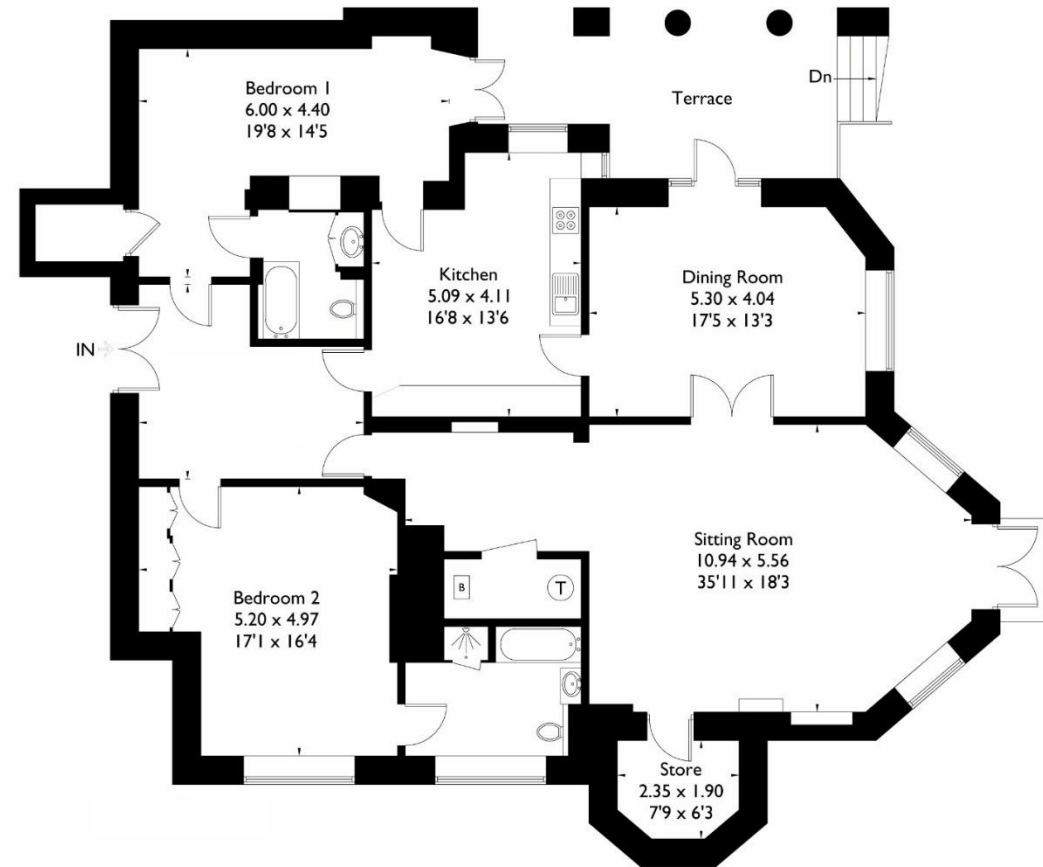 Bedroom 1
6.00 x 4.40
19'8 x 14'5
Terrace
Dn
Kitchen
5.09 x 4.11
16'8 x 13'6
Dining Room
5.30 x 4.04
17'5 x 13'3
IN
Sitting Room
10.94 x 5.56
35'11 x 18'3
Bedroom 2
5.20 x 4.97
17'1 x 16'4
B
T
Store
2.35 x 1.90
7'9 x 6'3